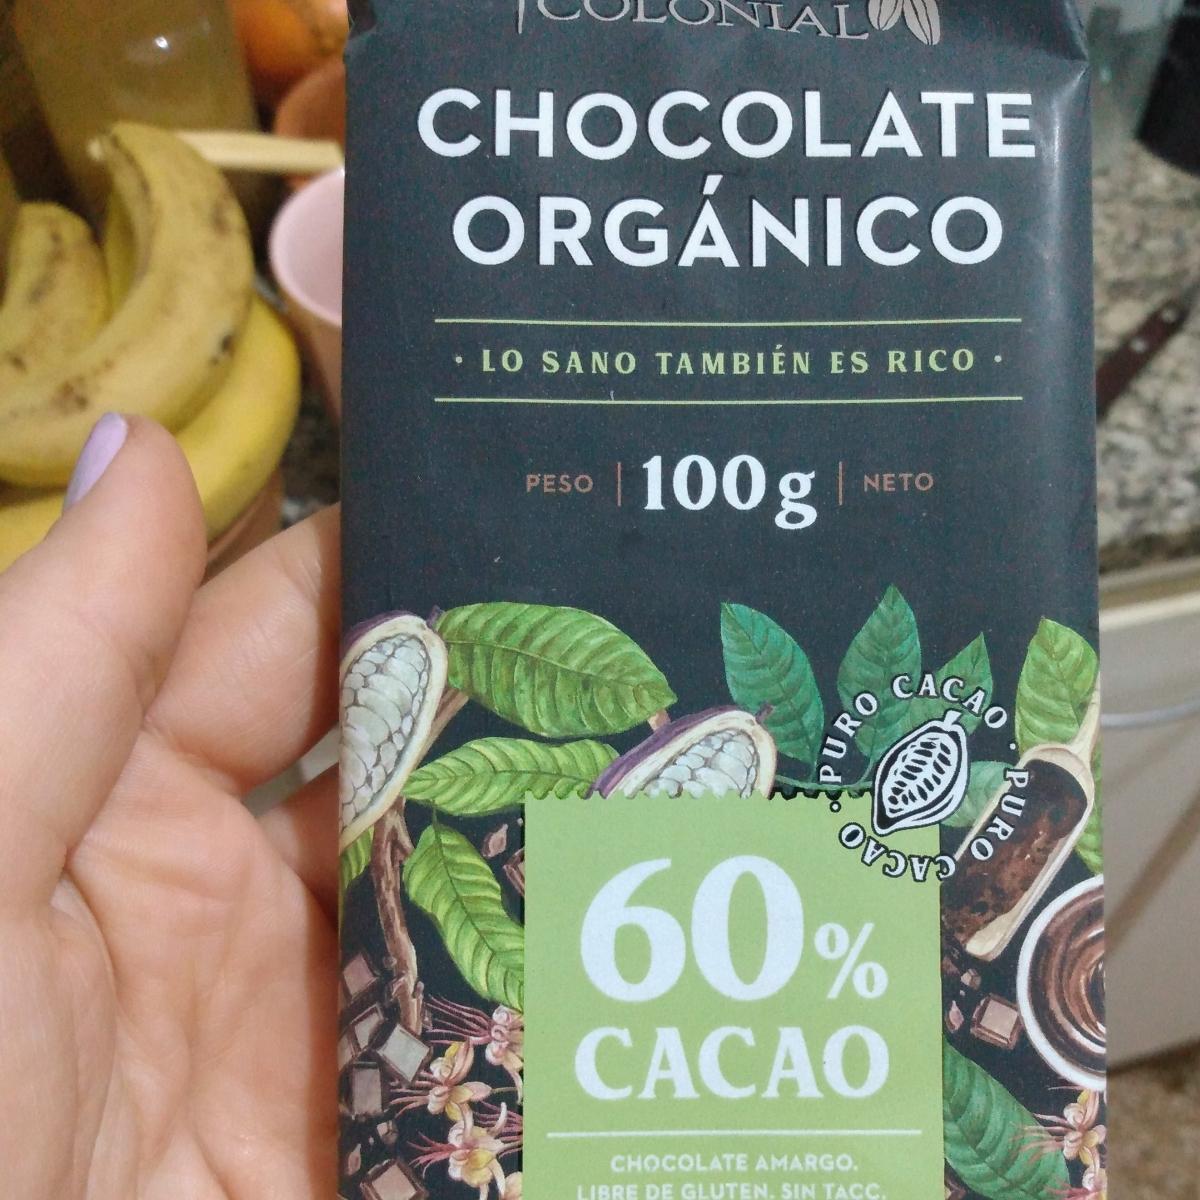 COLONIAL
CHOCOLATE
ORGÁNICO
· LO SANO TAMBIÉN ES RICO ·
PESO | 100g | NETO
PURO CACAO · PURO CACAO ·
60%
CACAO
CHOCOLATE AMARGO.
LIBRE DE GLUTEN. SIN TACC.